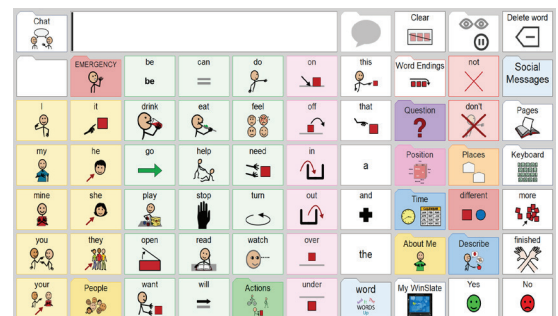 Chat
Clear
Delete word
EMERGENCY
be
be
can
do
on
this
Word Endings
not
Social Messages
I
it
drink
eat
feel
off
that
Question
don't
Pages
my
he
go
help
need
in
a
Position
Places
Keyboard
mine
she
play
stop
turn
out
and
Time
different
more
you
they
open
read
watch
over
the
About Me
Describe
finished
your
People
want
will
Actions
under
word
WORDS
My WinSlate
Yes
No